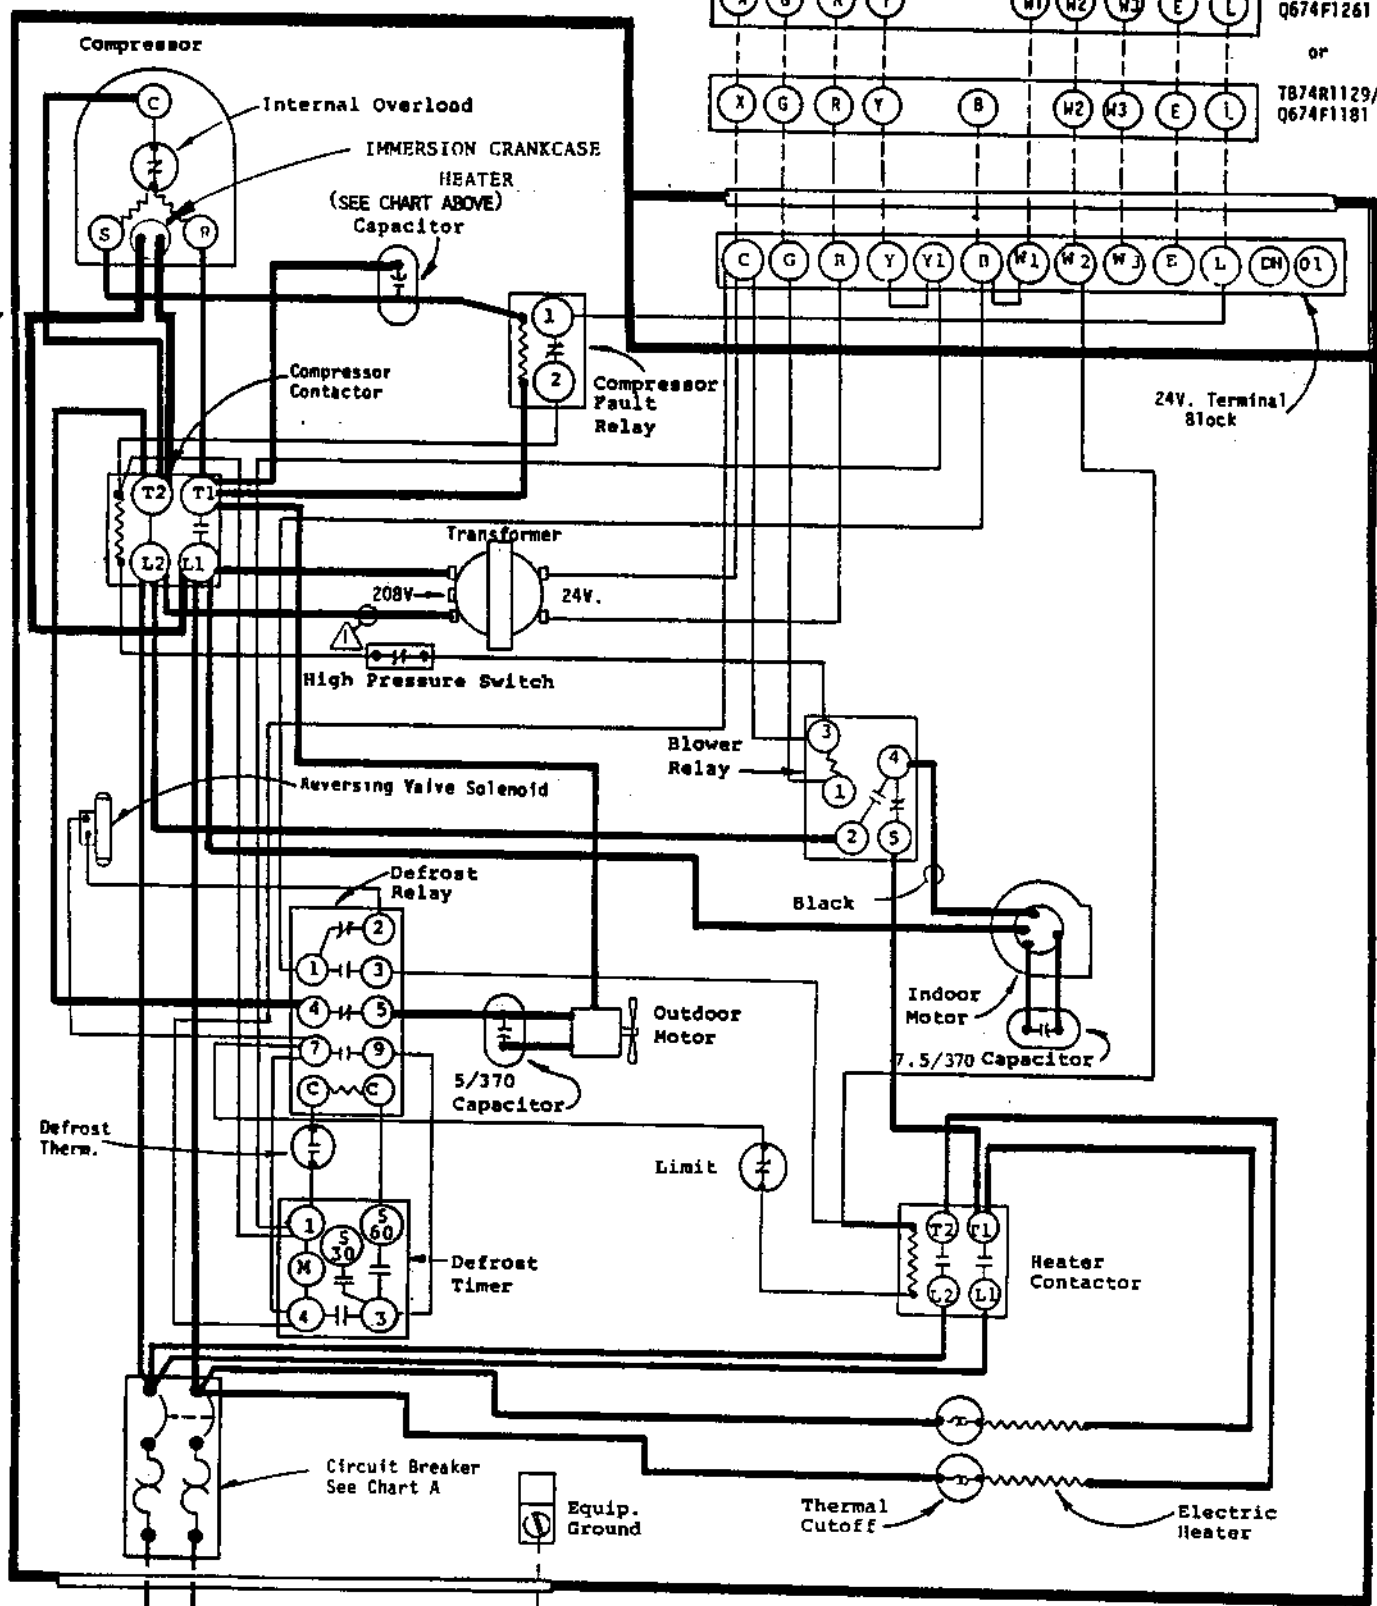 Q674F1261
or
X G R Y B W2 W3 E L
TB74R1129/
Q674F1181
Compressor
C
Internal Overload
IMMERSION CRANKCASE
HEATER
(SEE CHART ABOVE)
Capacitor
S R
C G R Y Y1 B W1 W2 W3 E L DH O1
24V. Terminal
Block
1
2
Compressor
Fault
Relay
Compressor
Contactor
T2 T1
L2 L1
Transformer
208V
24V.
1
High Pressure Switch
Blower
Relay
3 4
1
2 5
Reversing Valve Solenoid
Defrost
Relay
2
1 3
4 5
7 9
C C
Black
Indoor
Motor
7.5/370 Capacitor
Outdoor
Motor
5/370
Capacitor
Defrost
Therm.
Limit
1 S 30 S 60
M
4 3
Defrost
Timer
T2 T1
L2 L1
Heater
Contactor
Circuit Breaker
See Chart A
Equip.
Ground
Thermal
Cutoff
Electric
Heater